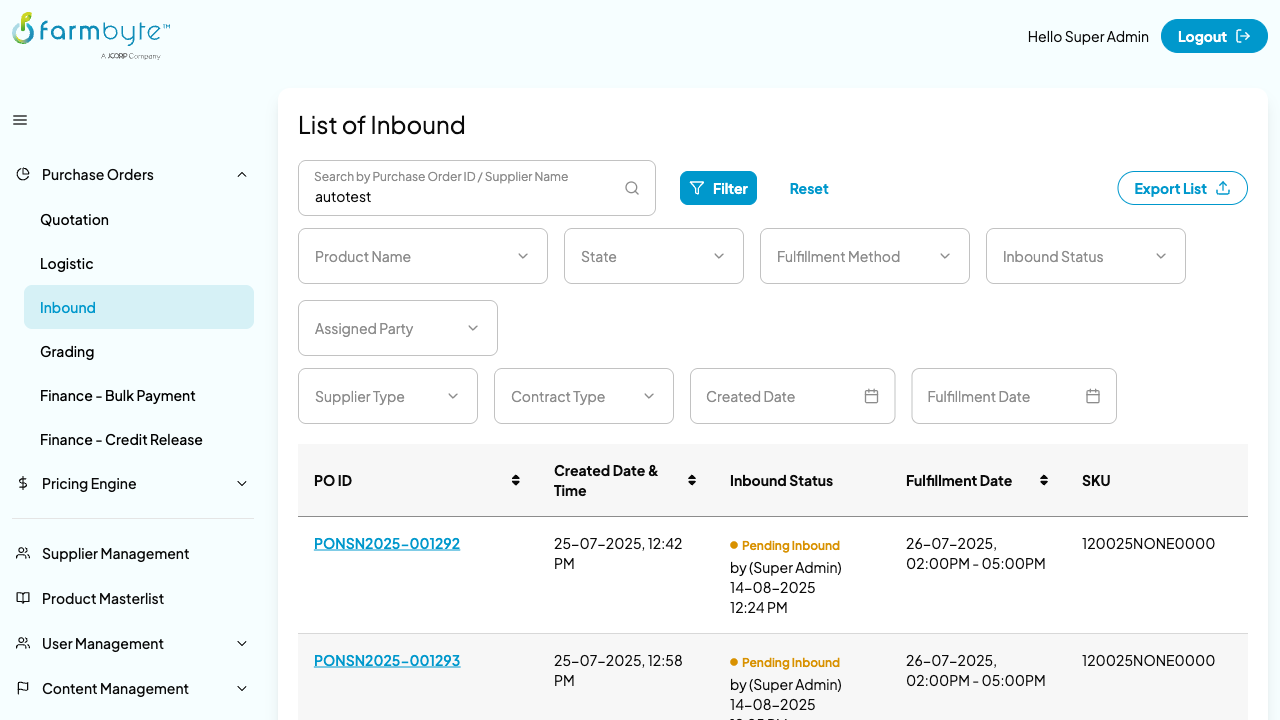 farmbyte™
A JCORP Company
Hello Super Admin
Logout
Purchase Orders
Quotation
Logistic
Inbound
Grading
Finance - Bulk Payment
Finance - Credit Release
Pricing Engine
Supplier Management
Product Masterlist
User Management
Content Management
List of Inbound
Search by Purchase Order ID / Supplier Name
autotest
Filter
Reset
Export List
Product Name
State
Fulfillment Method
Inbound Status
Assigned Party
Supplier Type
Contract Type
Created Date
Fulfillment Date
PO ID
Created Date &
Time
Inbound Status
Fulfillment Date
SKU
PONSN2025-001292
25-07-2025, 12:42
PM
Pending Inbound
by (Super Admin)
14-08-2025
12:24 PM
26-07-2025,
02:00PM - 05:00PM
120025NONE0000
PONSN2025-001293
25-07-2025, 12:58
PM
Pending Inbound
by (Super Admin)
14-08-2025
26-07-2025,
02:00PM - 05:00PM
120025NONE0000